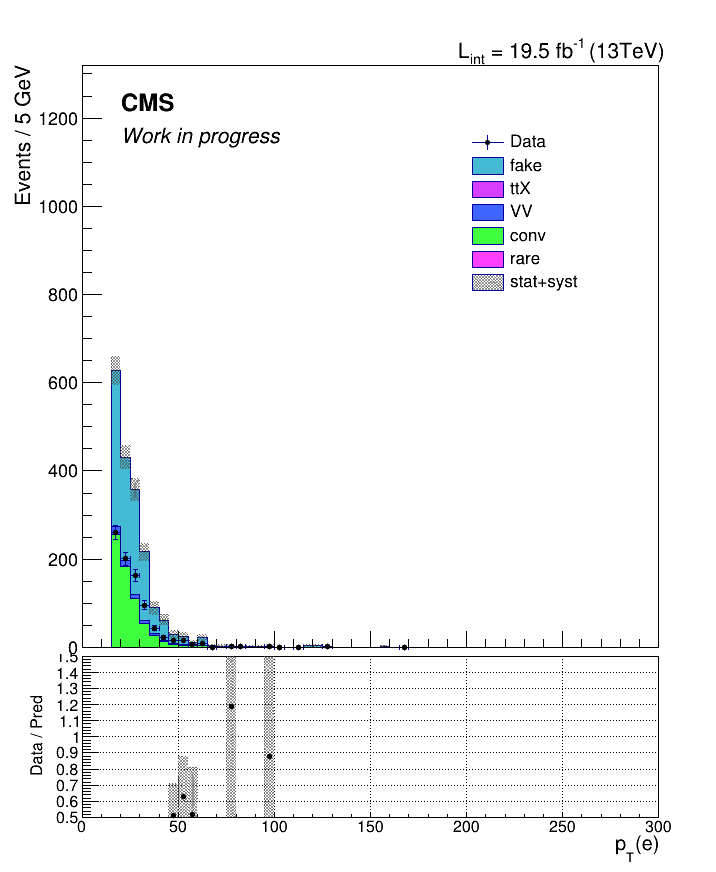 L_int = 19.5 fb^-1 (13TeV)
Events / 5 GeV
CMS
Work in progress
Data
fake
ttX
VV
conv
rare
stat+syst
1200
1000
800
600
400
200
0
Data / Pred
1.5
1.4
1.3
1.2
1.1
1
0.9
0.8
0.7
0.6
0.5
0 50 100 150 200 250 300
p_T(e)